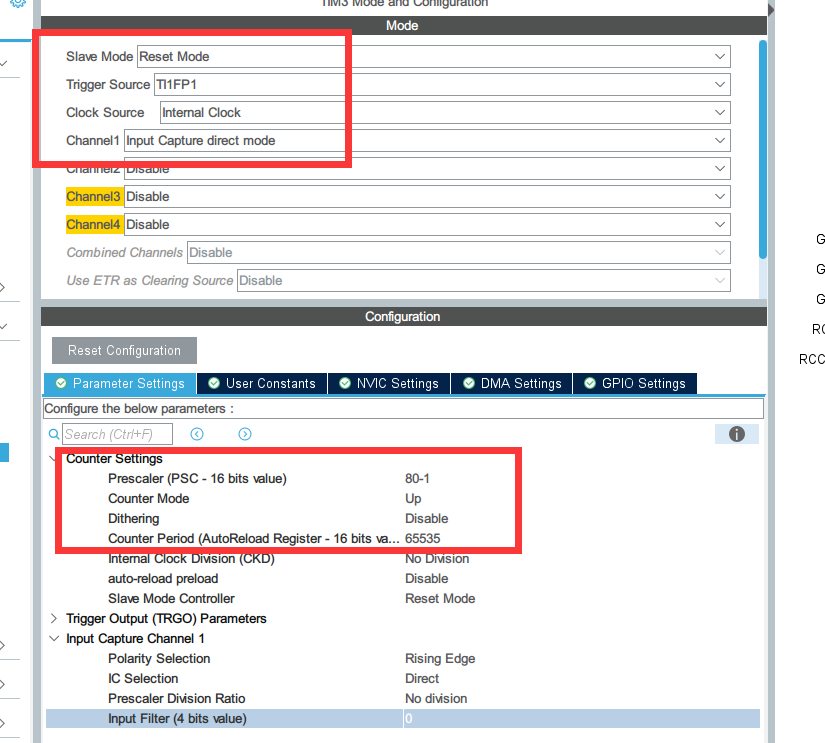 TIM3 Mode and Configuration
Mode
Slave Mode Reset Mode
Trigger Source TI1FP1
Clock Source Internal Clock
Channel1 Input Capture direct mode
Channel2 Disable
Channel3 Disable
Channel4 Disable
Combined Channels Disable
Use ETR as Clearing Source Disable
G
G
G
RC
RCC
Configuration
Reset Configuration
Parameter Settings User Constants NVIC Settings DMA Settings GPIO Settings
Configure the below parameters :
Search (Ctrl+F)
Counter Settings
Prescaler (PSC - 16 bits value) 80-1
Counter Mode Up
Dithering Disable
Counter Period (AutoReload Register - 16 bits va... 65535
Internal Clock Division (CKD) No Division
auto-reload preload Disable
Slave Mode Controller Reset Mode
Trigger Output (TRGO) Parameters
Input Capture Channel 1
Polarity Selection Rising Edge
IC Selection Direct
Prescaler Division Ratio No division
Input Filter (4 bits value) 0